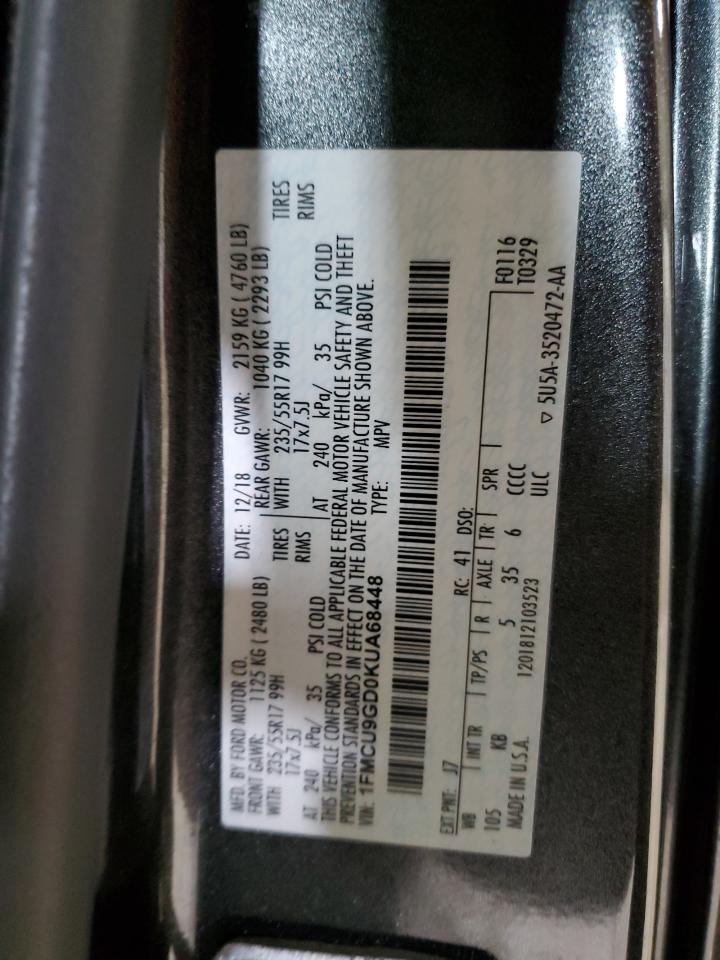 MFD. BY FORD MOTOR CO. DATE: 12/18 GVWR: 2159 KG ( 4760 LB)
FRONT GAWR: 1125 KG ( 2480 LB) REAR GAWR: 1040 KG ( 2293 LB)
WITH 235/55R17 99H TIRES WITH 235/55R17 99H TIRES
17x7.5J RIMS 17x7.5J RIMS
AT 240 kPa/ 35 PSI COLD AT 240 kPa/ 35 PSI COLD
THIS VEHICLE CONFORMS TO ALL APPLICABLE FEDERAL MOTOR VEHICLE SAFETY AND THEFT
PREVENTION STANDARDS IN EFFECT ON THE DATE OF MANUFACTURE SHOWN ABOVE.
VIN: 1FMCU9GD0KUA68448 TYPE: MPV
EXT PNT: J7 RC: 41 DSO:
WB INT TR TP/PS R AXLE TR SPR F0116
105 KB 5 35 6 CCCC T0329
MADE IN U.S.A. 1201812103523 ULC ▽ 5U5A-3520472-AA